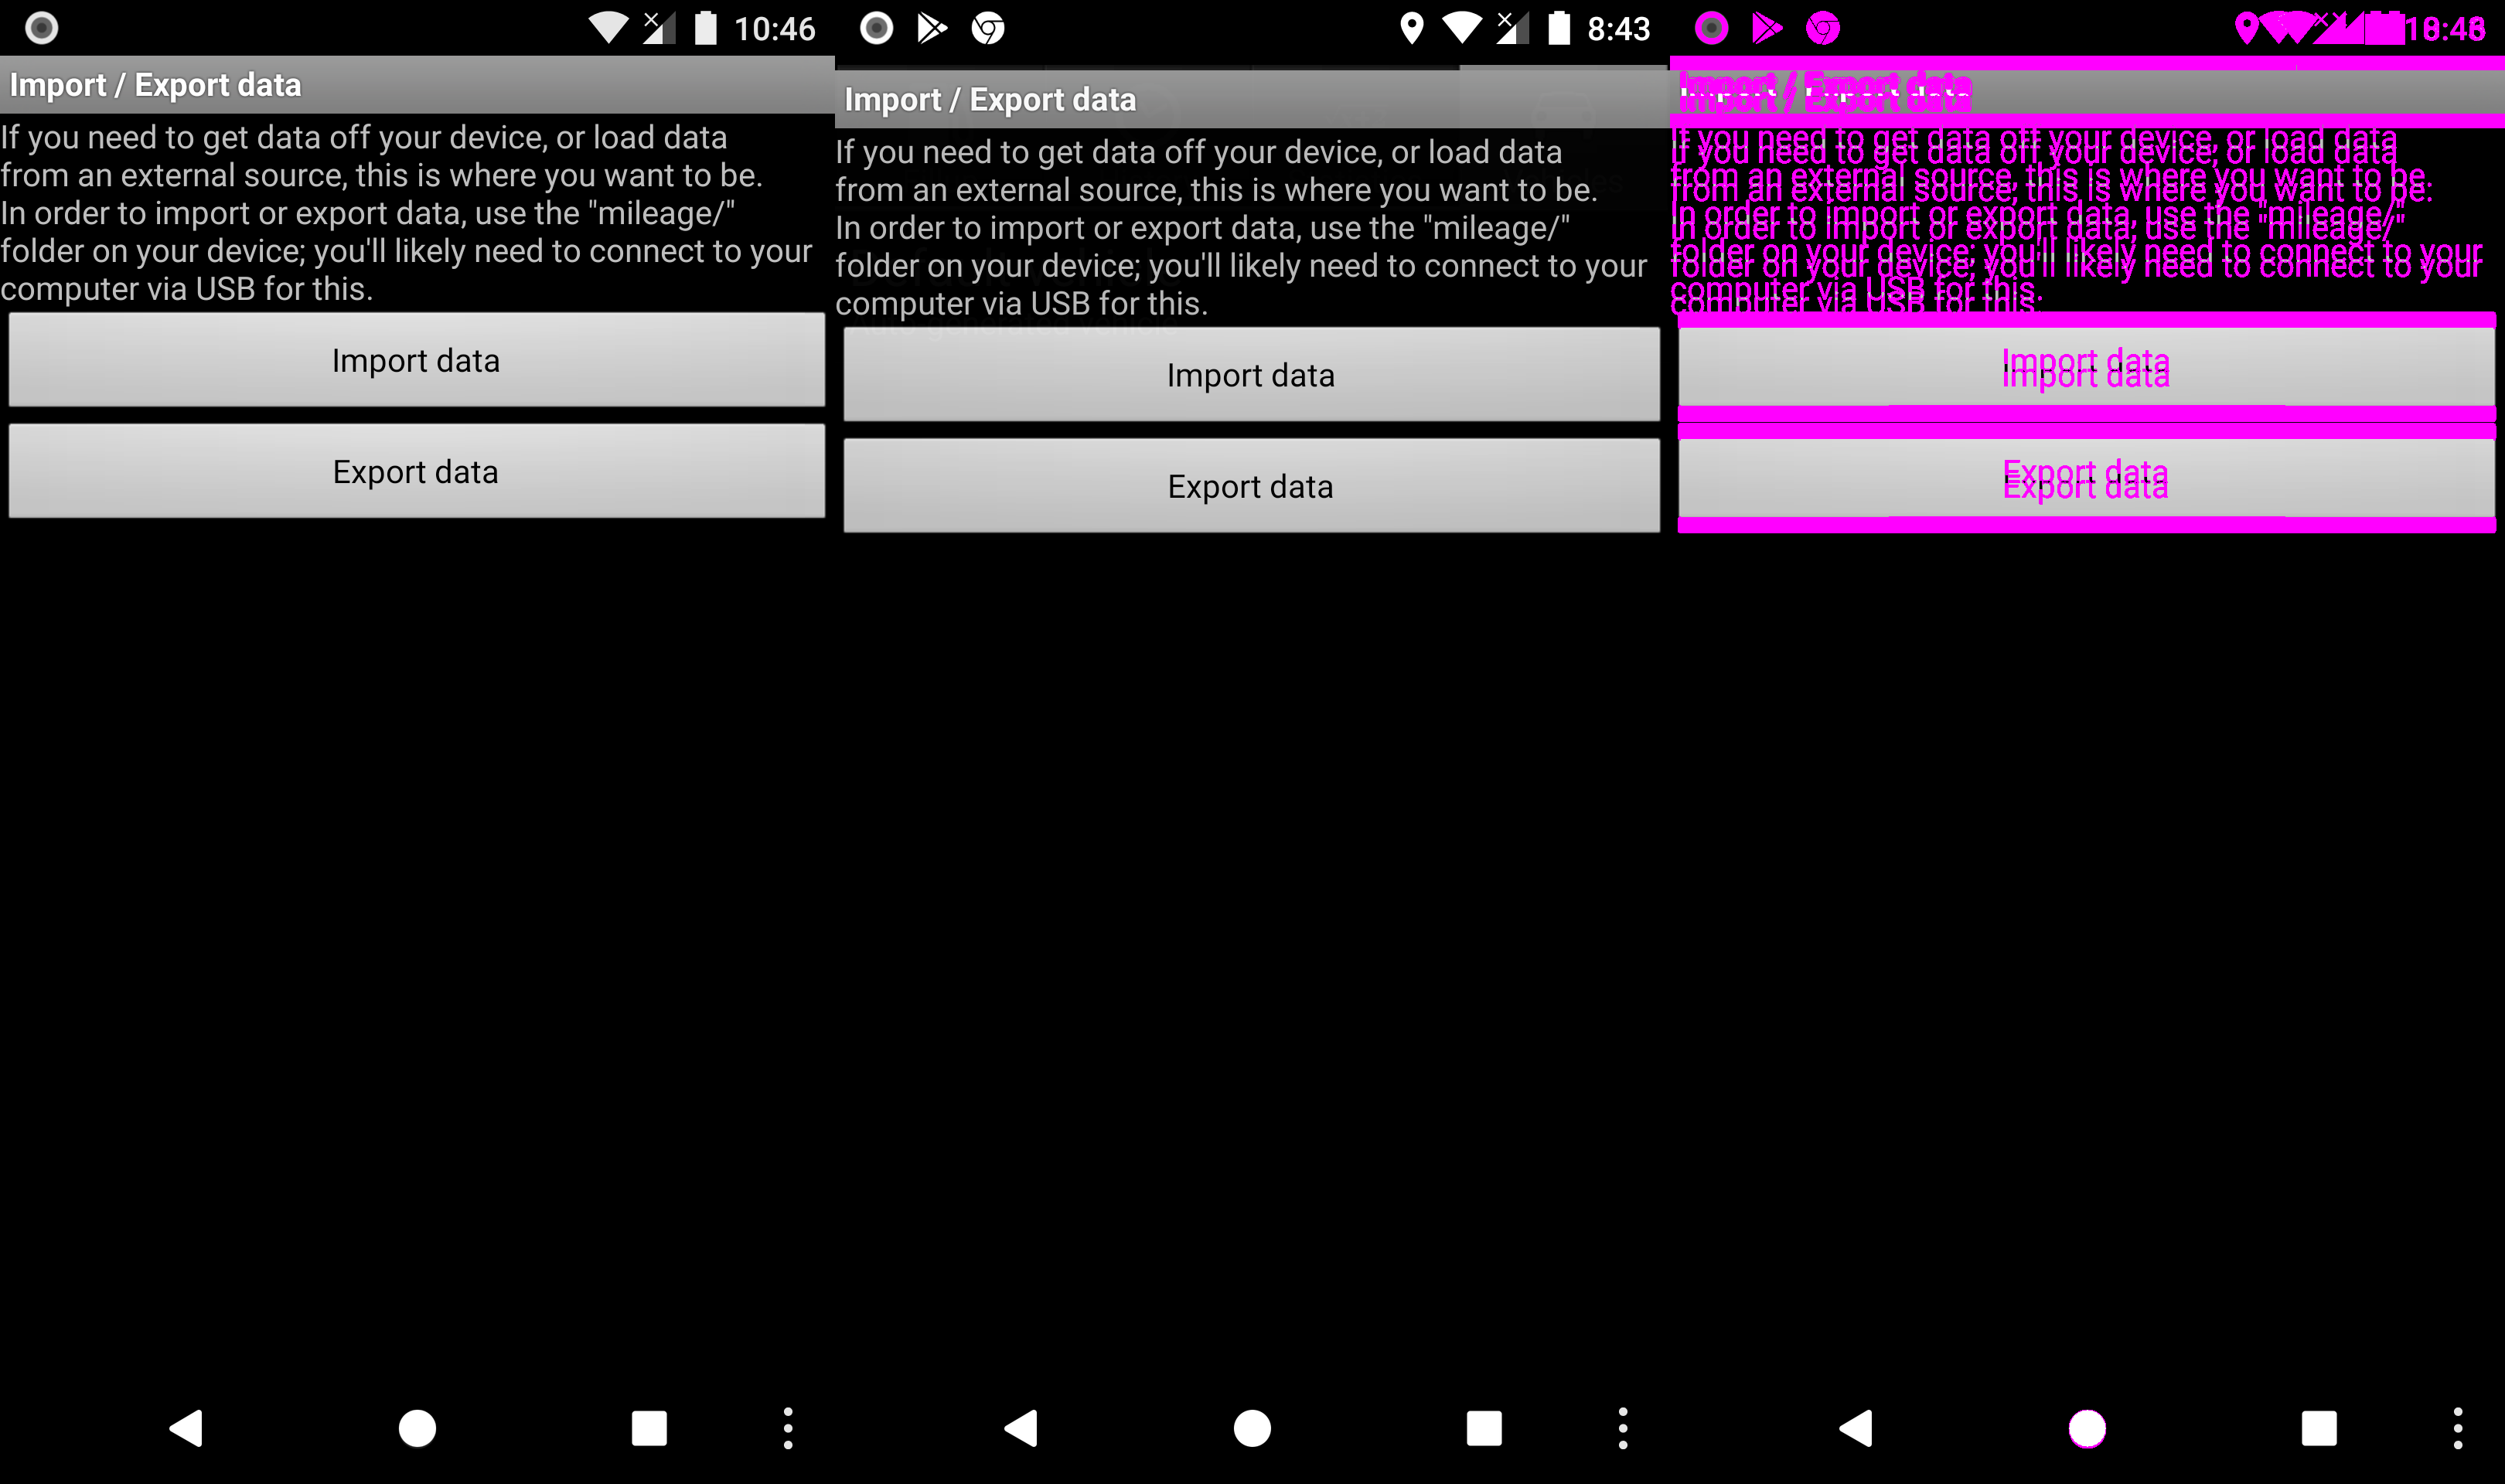 10:46
Import / Export data
If you need to get data off your device, or load data
from an external source, this is where you want to be.
In order to import or export data, use the "mileage/"
folder on your device; you'll likely need to connect to your
computer via USB for this.
Import data
Export data
8:43
Import / Export data
If you need to get data off your device, or load data
from an external source, this is where you want to be.
In order to import or export data, use the "mileage/"
folder on your device; you'll likely need to connect to your
computer via USB for this.
Import data
Export data
Import / Export data
If you need to get data off your device, or load data
from an external source, this is where you want to be.
In order to import or export data, use the "mileage/"
folder on your device; you'll likely need to connect to your
computer via USB for this.
Import data
Import data
Export data
Export data